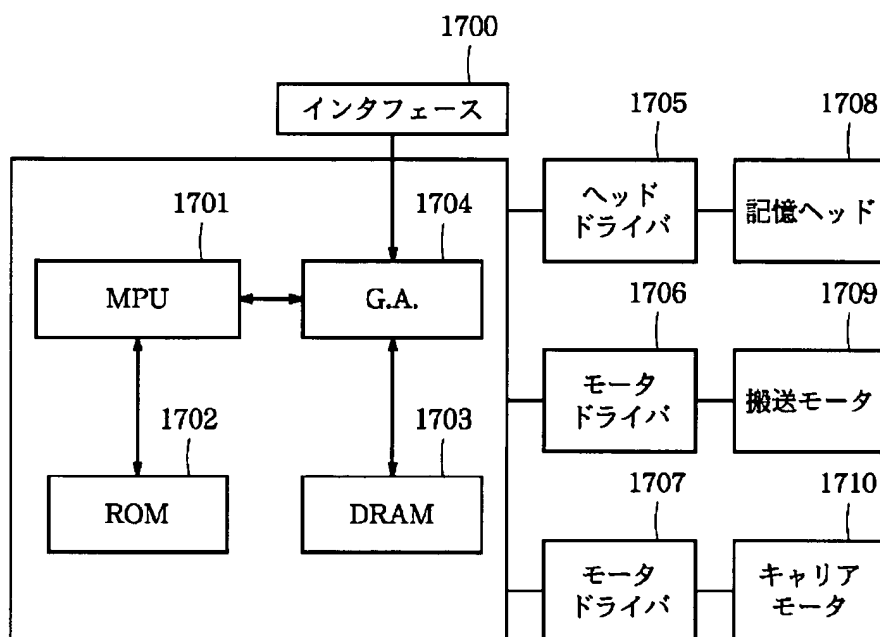 1700
インタフェース
1705
1708
ヘッド
ドライバ
記憶ヘッド
1701
1704
MPU
G.A.
1706
1709
モータ
ドライバ
搬送モータ
1702
1703
ROM
DRAM
1707
1710
モータ
ドライバ
キャリア
モータ